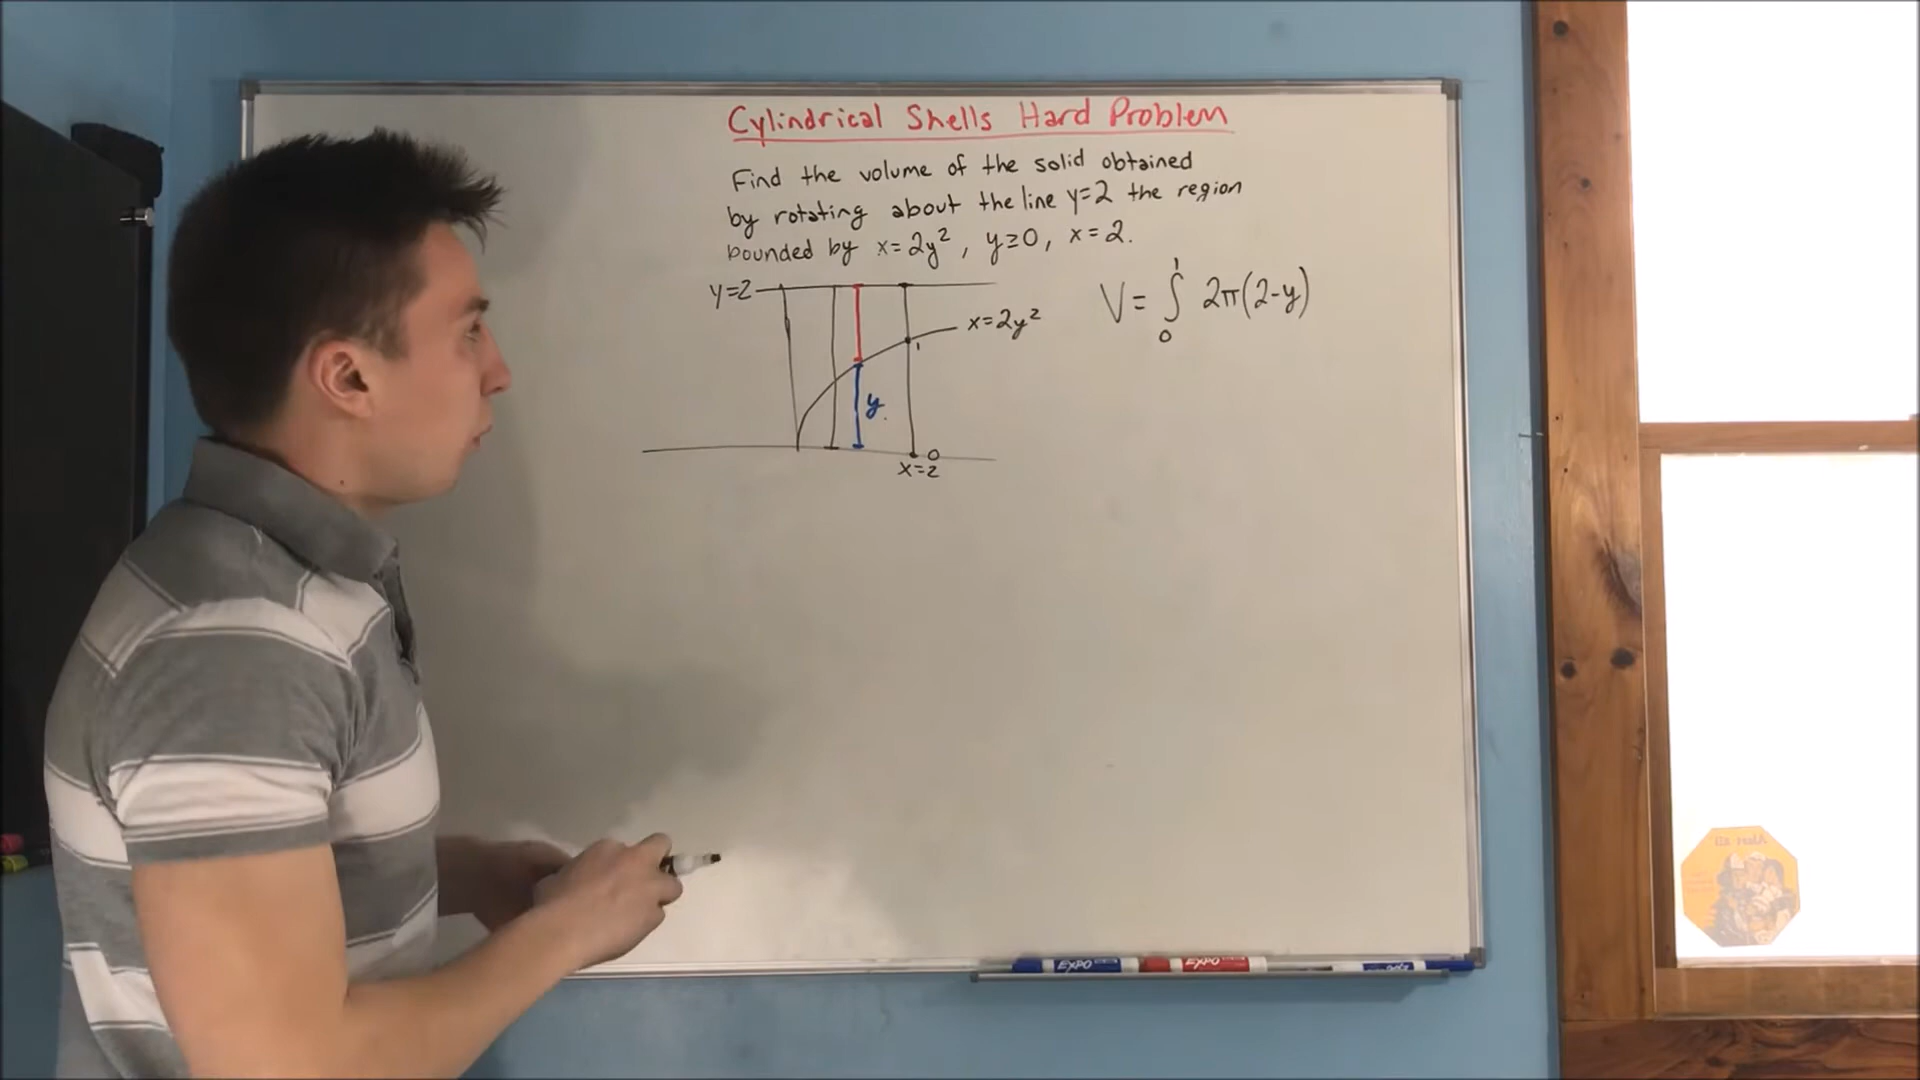 Cylindrical Shells Hard Problem
Find the volume of the solid obtained
by rotating about the line y=2 the region
bounded by x=2y², y≥0, x=2.
y=2
x=2y²
1
y
0
x=2
V = ∫₀¹ 2π(2-y)
EXPO
EXPO
EXPO